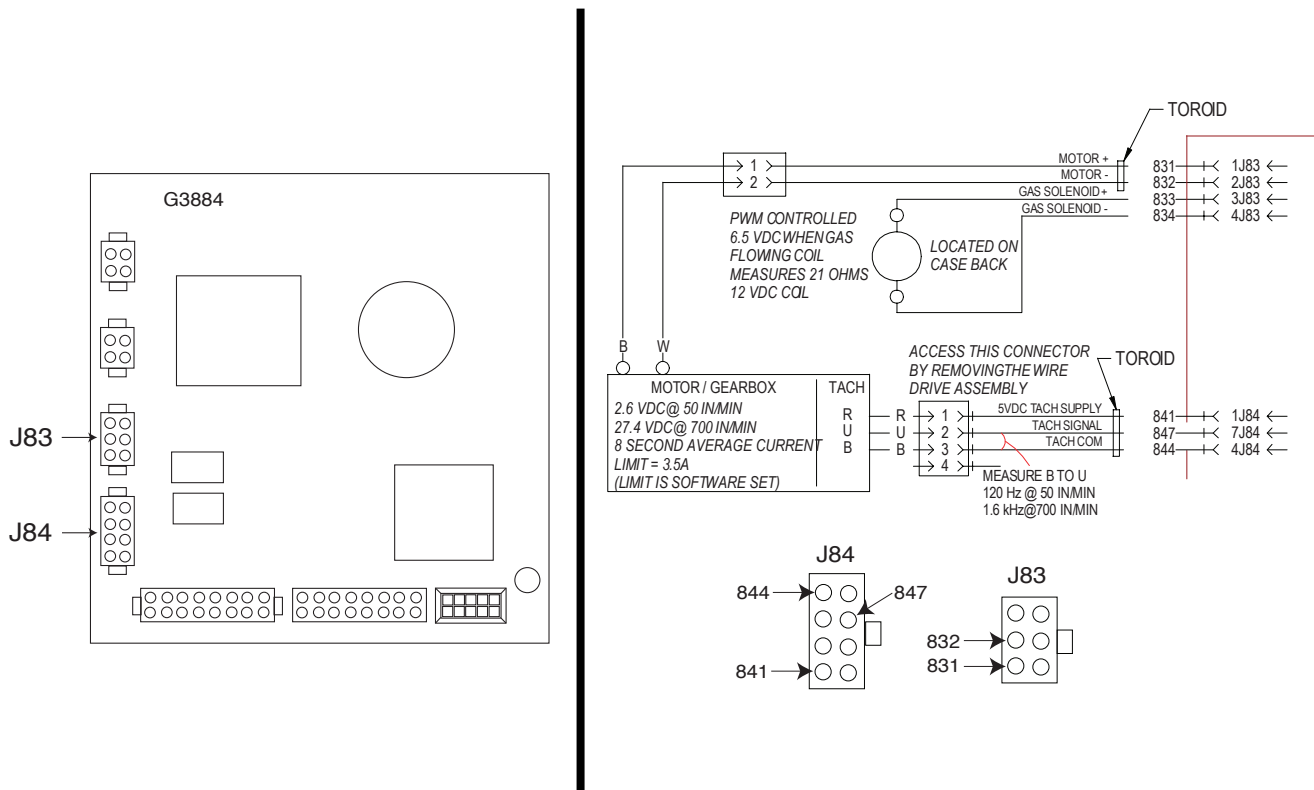 G3884
J83
J84
TOROID
1
2
MOTOR +
MOTOR -
GAS SOLENOID +
GAS SOLENOID -
831
832
833
834
1J83
2J83
3J83
4J83
PWM CONTROLLED
6.5 VDC WHEN GAS
FLOWING COIL
MEASURES 21 OHMS
12 VDC COIL
LOCATED ON
CASE BACK
B
W
MOTOR / GEARBOX
2.6 VDC@ 50 IN/MIN
27.4 VDC@ 700 IN/MIN
8 SECOND AVERAGE CURRENT
LIMIT = 3.5A
(LIMIT IS SOFTWARE SET)
TACH
R
U
B
R
U
B
1
2
3
4
ACCESS THIS CONNECTOR
BY REMOVING THE WIRE
DRIVE ASSEMBLY
TOROID
5VDC TACH SUPPLY
TACH SIGNAL
TACH COM
841
847
844
1J84
7J84
4J84
MEASURE B TO U
120 Hz @ 50 IN/MIN
1.6 kHz@700 IN/MIN
J84
844
847
841
J83
832
831